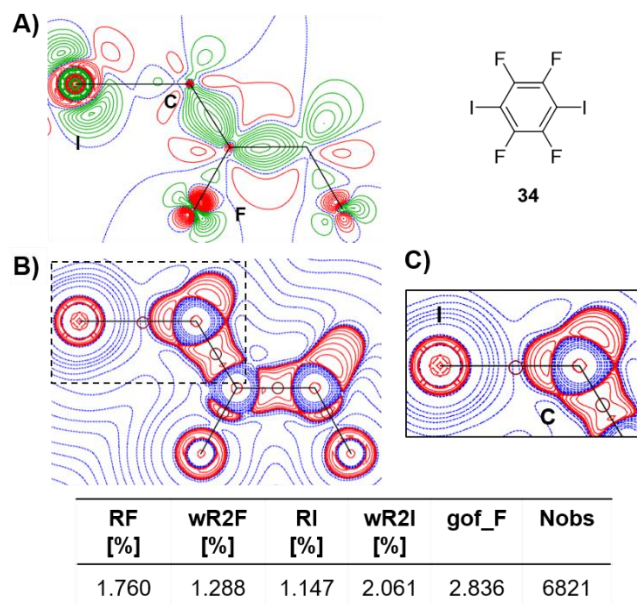 A)
I
C
F
F F
I I
F F
34
B)
C)
I
C
RF wR2F RI wR2I gof_F Nobs
[%] [%] [%] [%]
1.760 1.288 1.147 2.061 2.836 6821